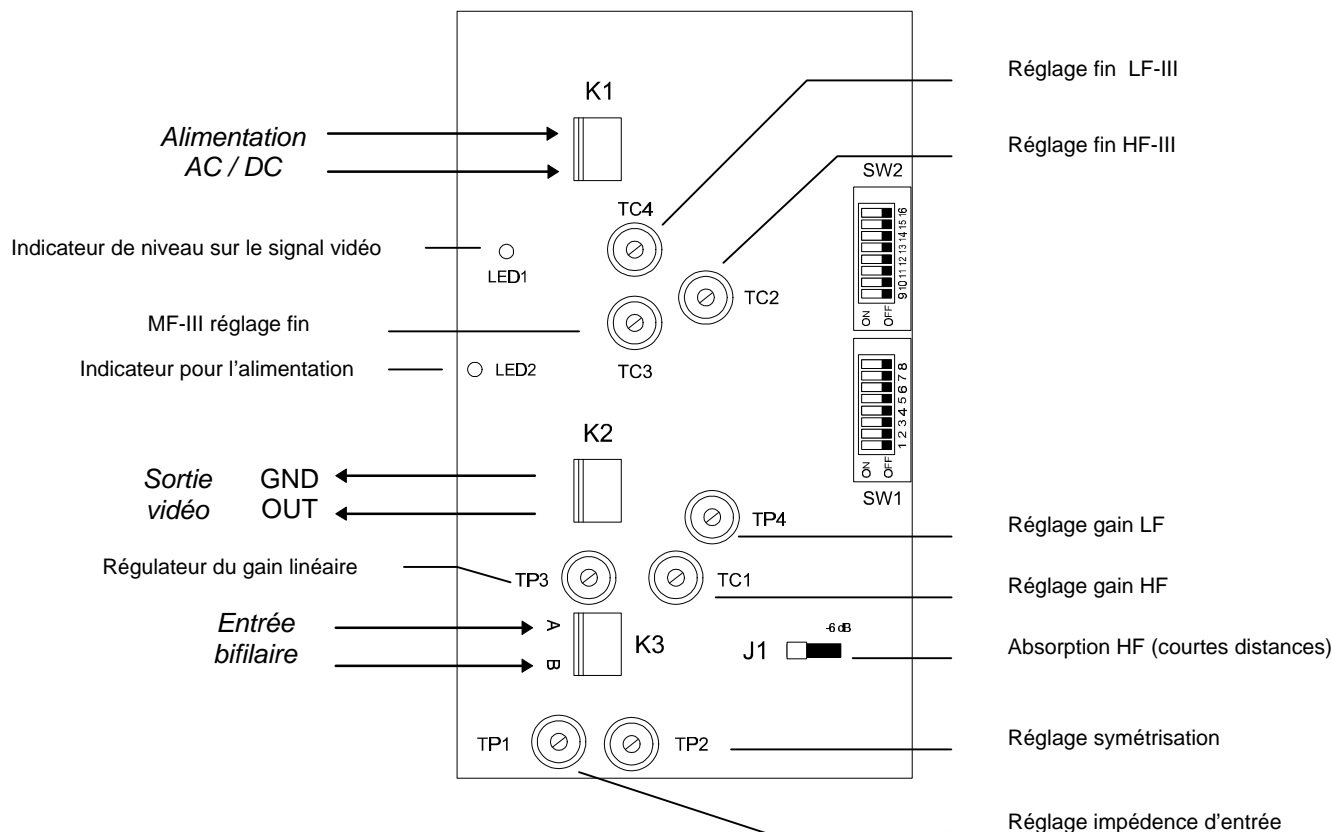 Réglage fin LF-III
K1
Alimentation
AC / DC
Réglage fin HF-III
SW2
TC4
9 10 11 12 13 14 15 16
ON OFF
Indicateur de niveau sur le signal vidéo
LED1
TC2
MF-III réglage fin
Indicateur pour l'alimentation
LED2
TC3
1 2 3 4 5 6 7 8
ON OFF
SW1
K2
Sortie GND
vidéo OUT
TP4
Réglage gain LF
Régulateur du gain linéaire
TP3
TC1
Réglage gain HF
Entrée
bifilaire
A
B
K3
-6 dB
J1
Absorption HF (courtes distances)
TP1
TP2
Réglage symétrisation
Réglage impédence d'entrée